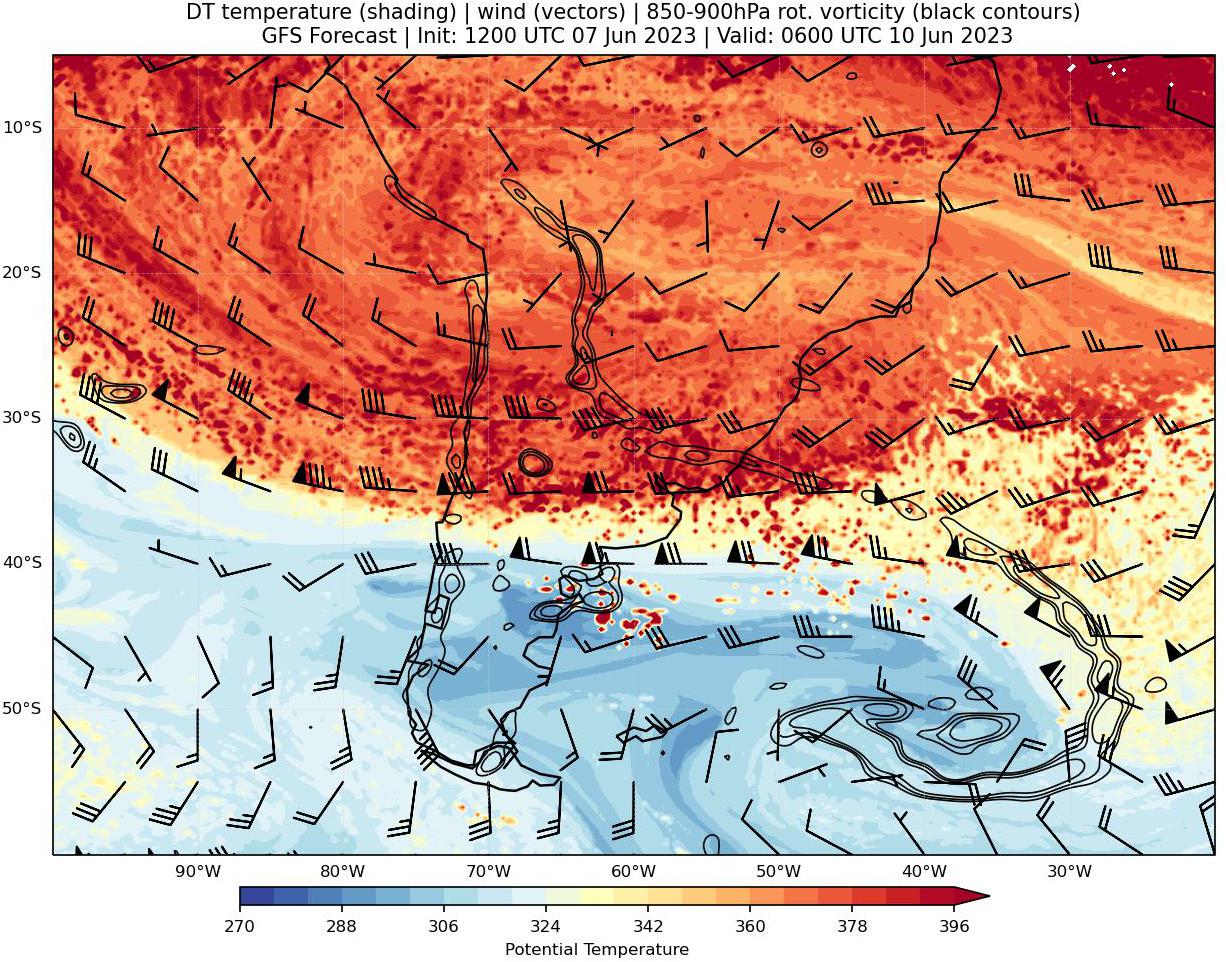 DT temperature (shading) | wind (vectors) | 850-900hPa rot. vorticity (black contours)
GFS Forecast | Init: 1200 UTC 07 Jun 2023 | Valid: 0600 UTC 10 Jun 2023
10°S
20°S
30°S
40°S
50°S
90°W 80°W 70°W 60°W 50°W 40°W 30°W
270 288 306 324 342 360 378 396
Potential Temperature